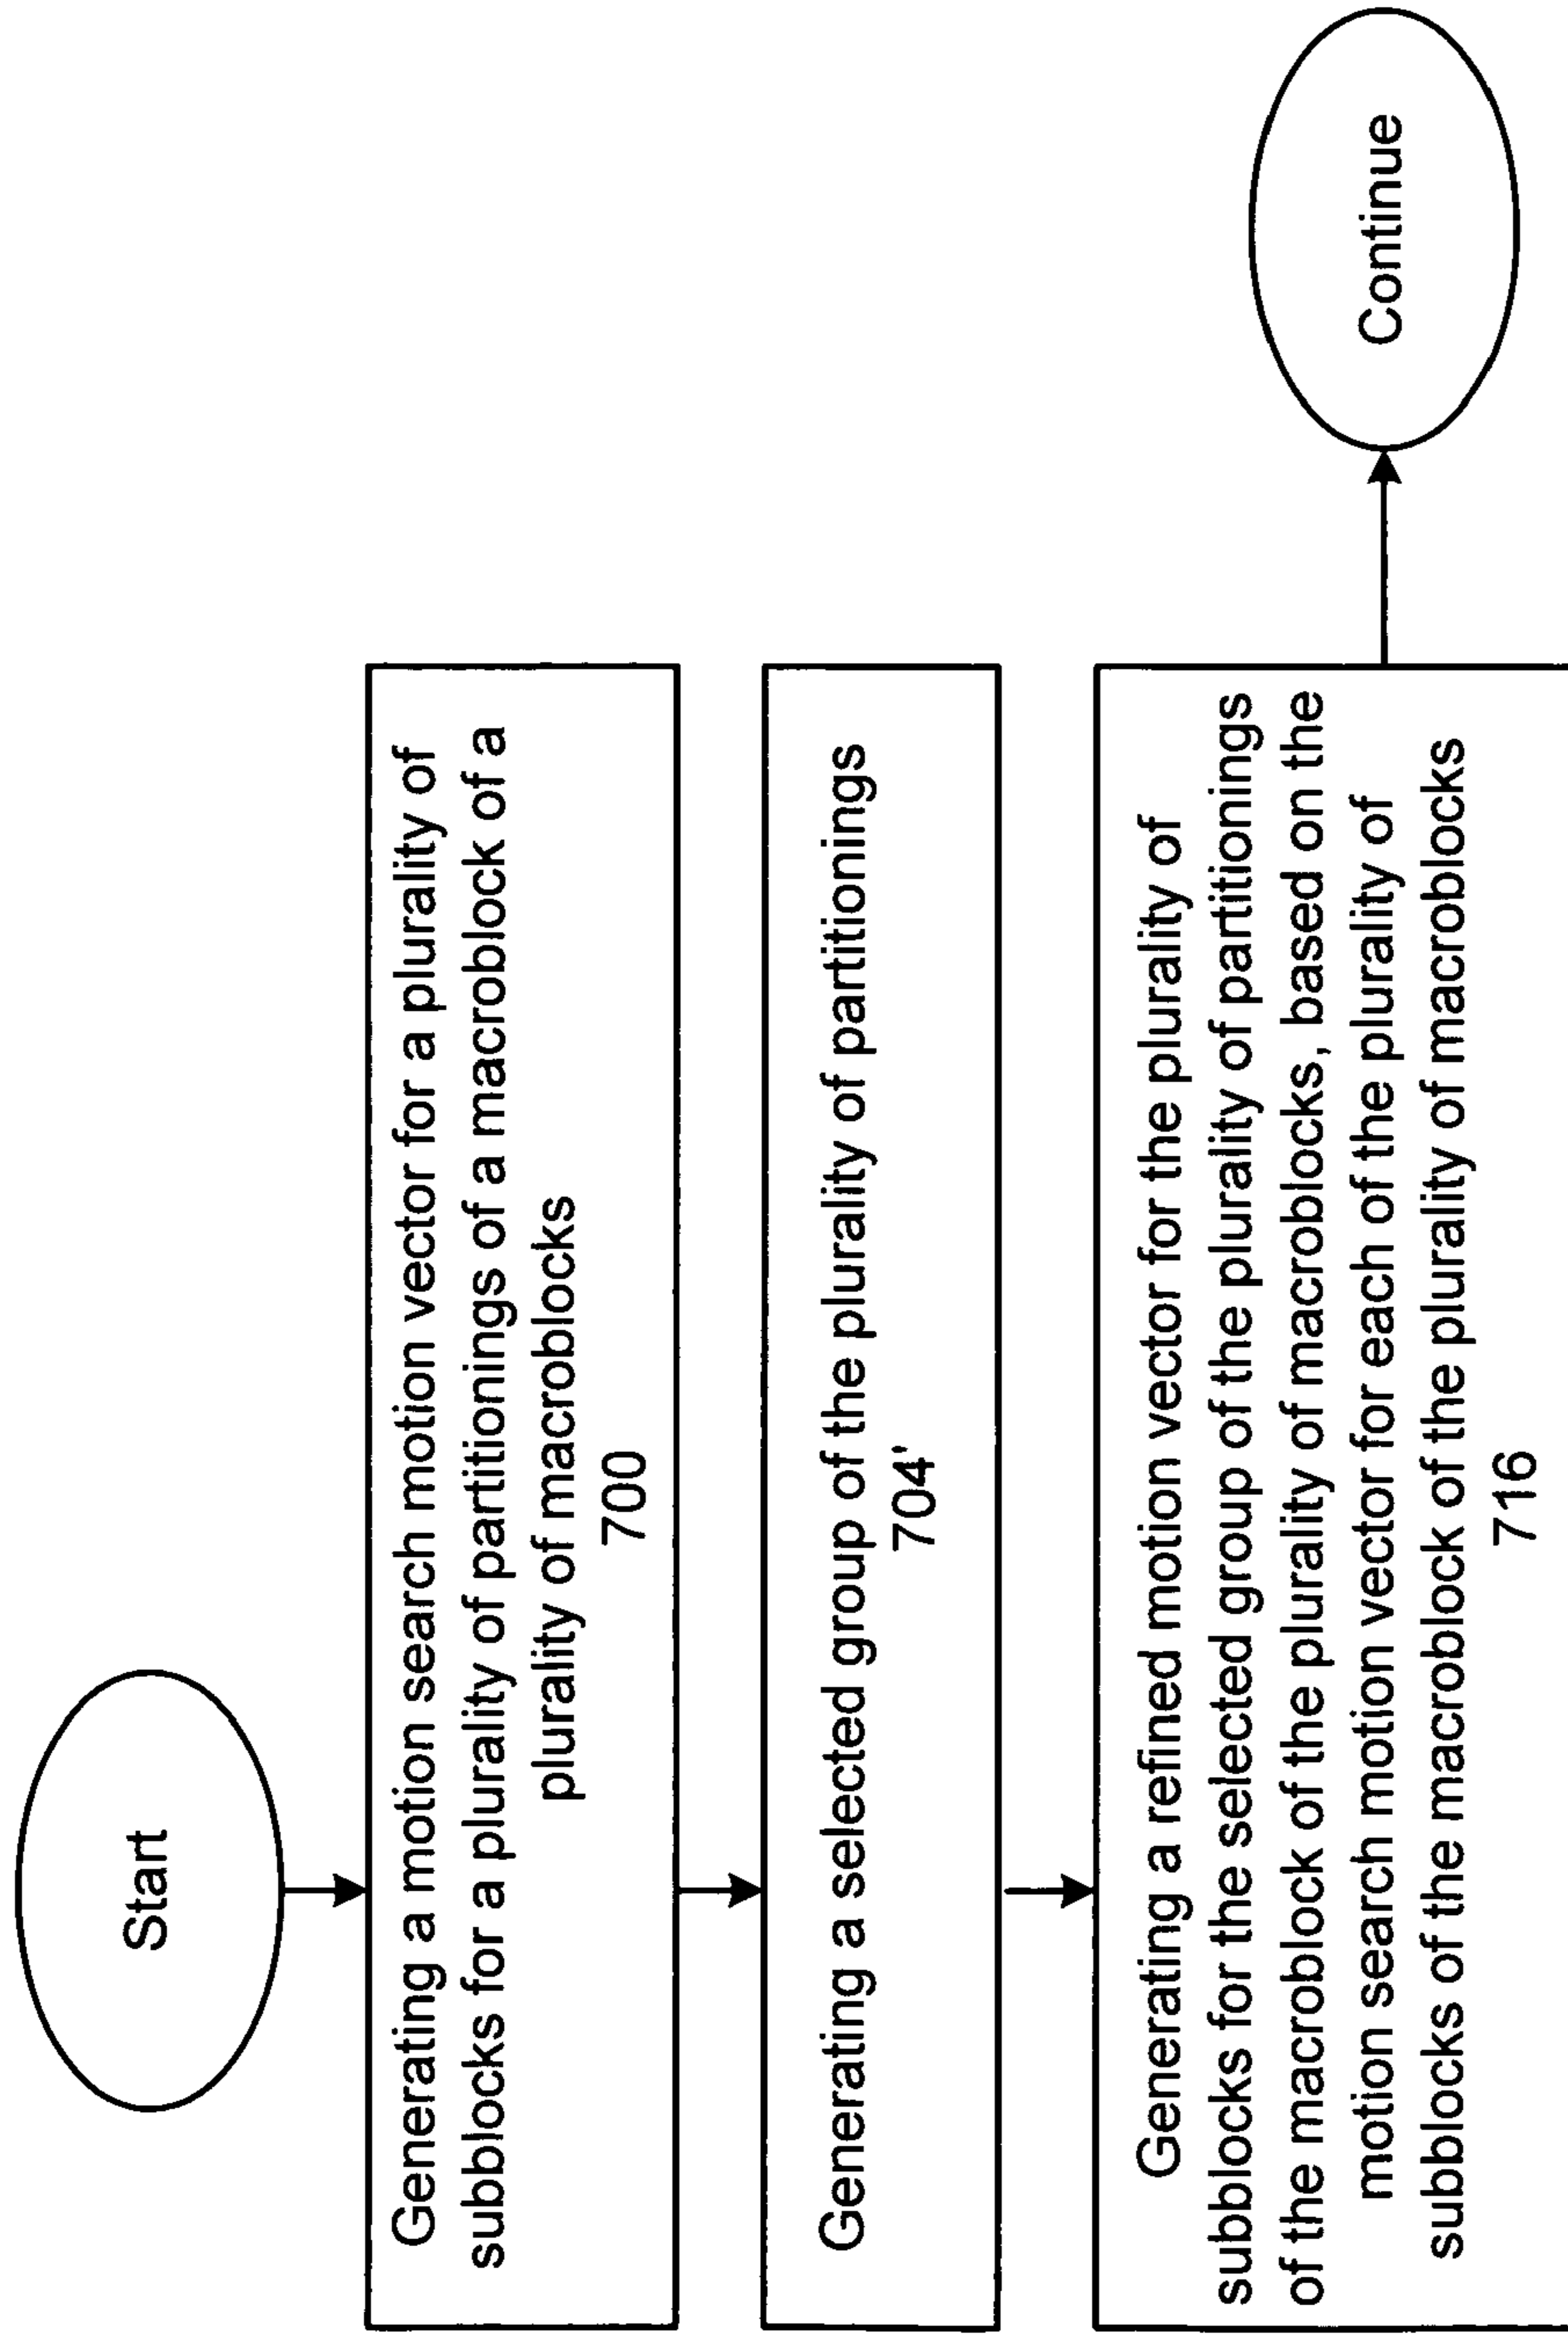 Start
Generating a motion search motion vector for a plurality of
subblocks for a plurality of partitionings of a macroblock of a
plurality of macroblocks
700
Generating a selected group of the plurality of partitionings
704'
Generating a refined motion vector for the plurality of
subblocks for the selected group of the plurality of partitionings
of the macroblock of the plurality of macroblocks, based on the
motion search motion vector for each of the plurality of
subblocks of the macroblock of the plurality of macroblocks
716
Continue